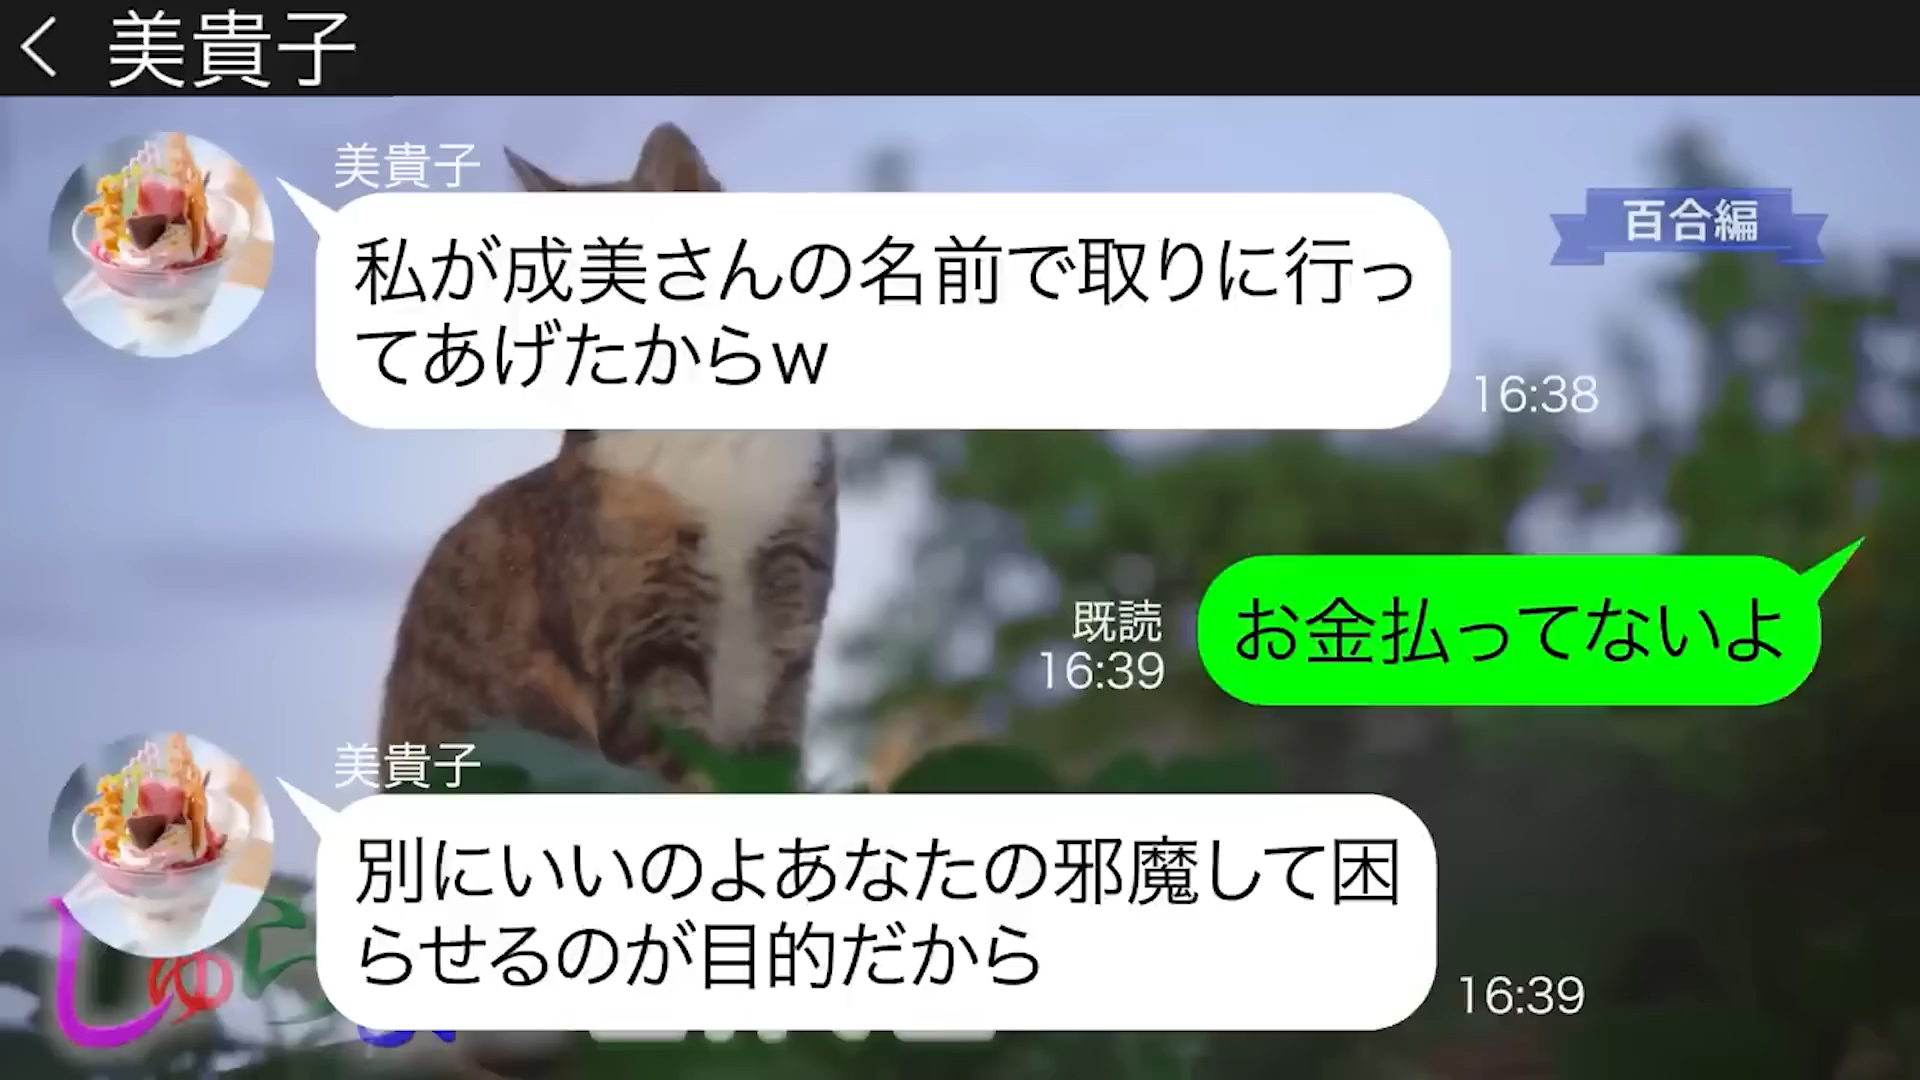 美貴子
美貴子
百合編
私が成美さんの名前で取りに行っ
てあげたからw
16:38
お金払ってないよ
既読
16:39
美貴子
別にいいのよあなたの邪魔して困
らせるのが目的だから
16:39
しゅら